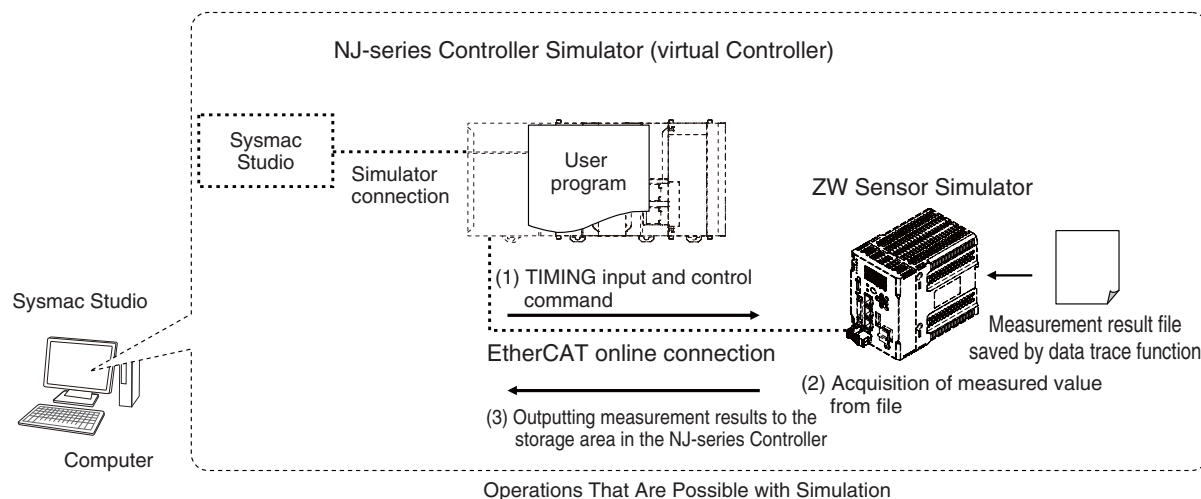 NJ-series Controller Simulator (virtual Controller)
Sysmac
Studio
Simulator
connection
User
program
ZW Sensor Simulator
(1) TIMING input and control
command
Sysmac Studio
EtherCAT online connection
Measurement result file
saved by data trace function
(2) Acquisition of measured value
from file
(3) Outputting measurement results to the
storage area in the NJ-series Controller
Computer
Operations That Are Possible with Simulation